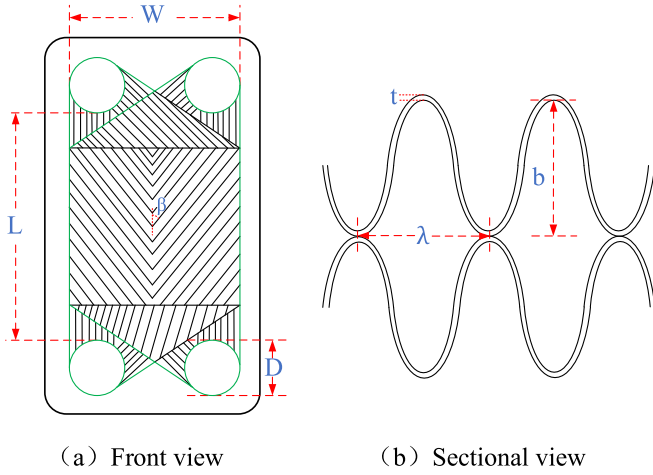 W
L
β
D
t
b
λ
（a）Front view
（b）Sectional view